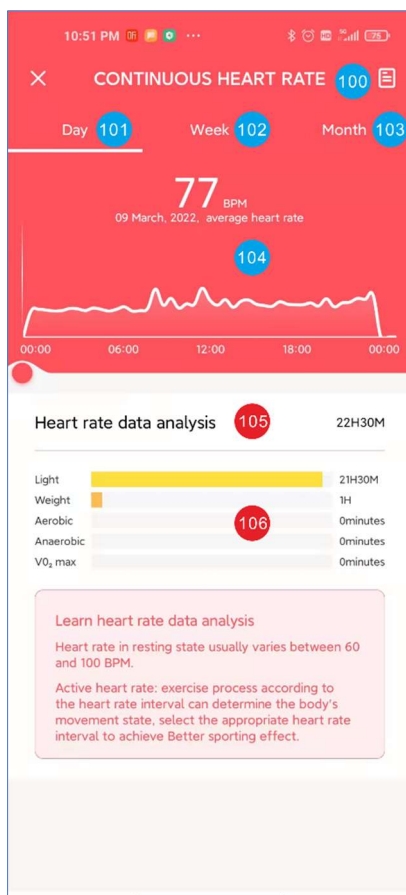 10:51 PM ··· HD 5G 75
CONTINUOUS HEART RATE 100
Day 101 Week 102 Month 103
77 BPM
09 March, 2022, average heart rate
104
00:00 06:00 12:00 18:00 00:00
Heart rate data analysis 105 22H30M
Light 21H30M
Weight 1H
Aerobic 0minutes
106
Anaerobic 0minutes
V0₂ max 0minutes
Learn heart rate data analysis
Heart rate in resting state usually varies between 60
and 100 BPM.
Active heart rate: exercise process according to
the heart rate interval can determine the body's
movement state, select the appropriate heart rate
interval to achieve Better sporting effect.